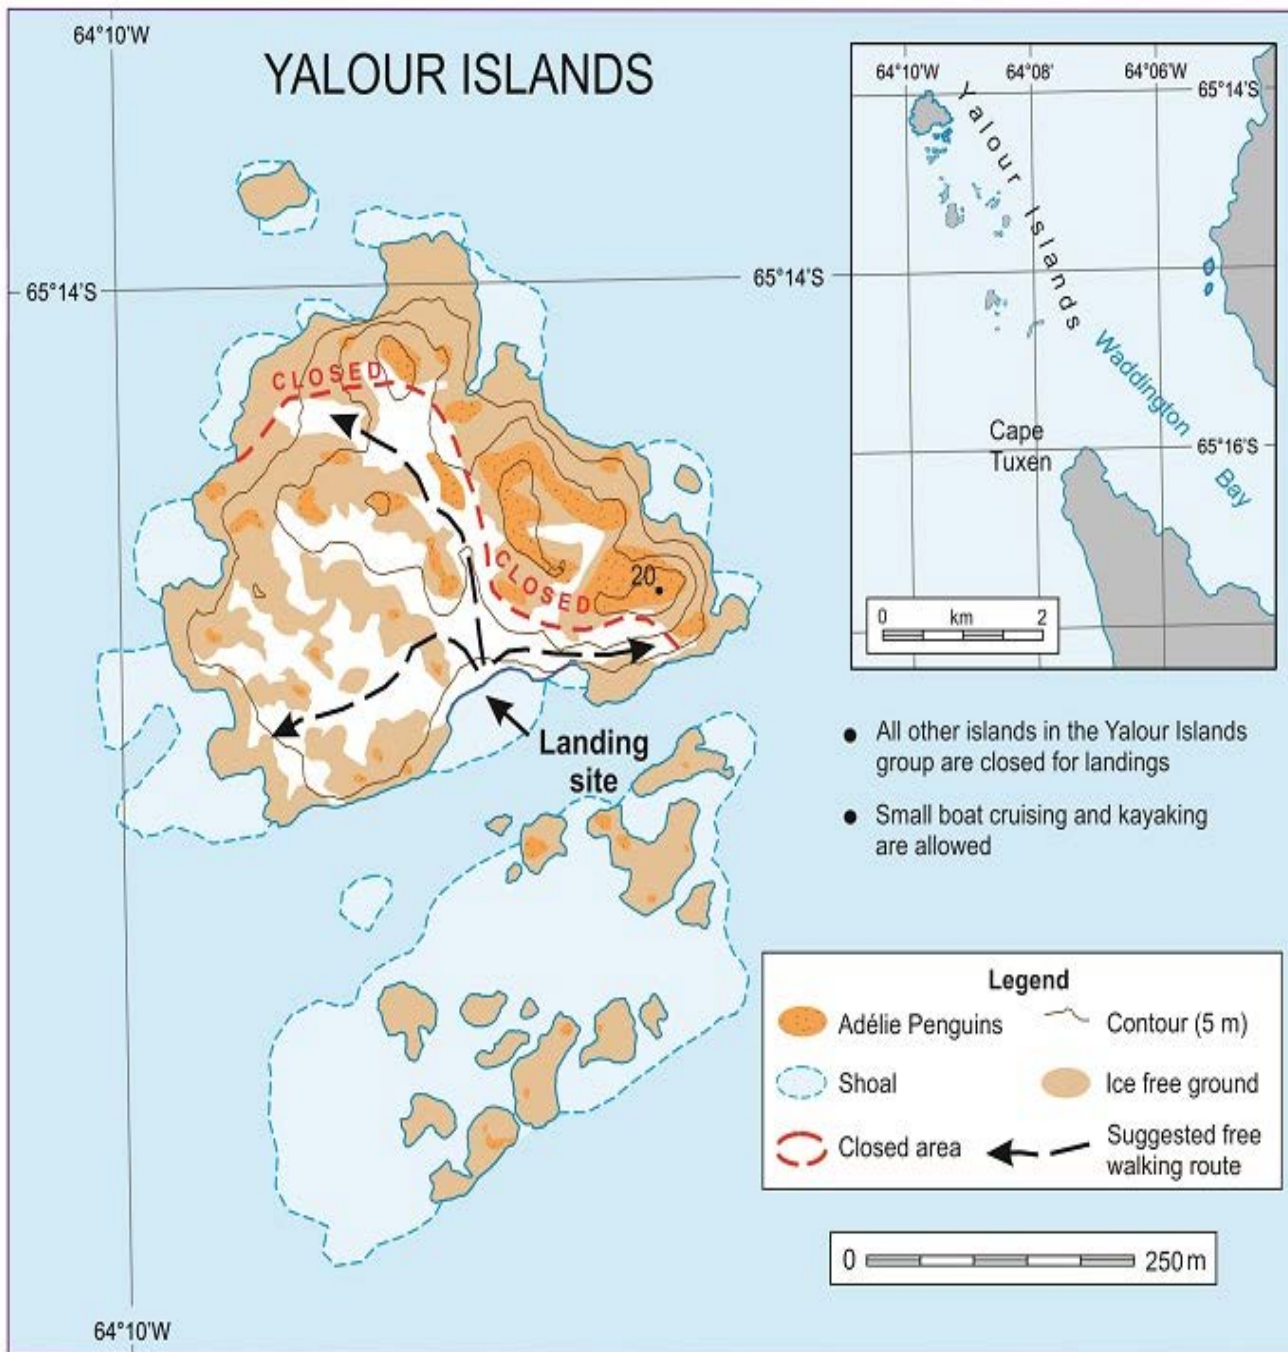 64°10'W
YALOUR ISLANDS
65°14'S
65°14'S
CLOSED
CLOSED
20
Landing
site
64°10'W
64°10'W
64°08'
64°06'W
65°14'S
Yalour Islands
Waddington
Bay
Cape
Tuxen
65°16'S
0 km 2
● All other islands in the Yalour Islands
group are closed for landings
● Small boat cruising and kayaking
are allowed
Legend
Adélie Penguins
Contour (5 m)
Shoal
Ice free ground
Closed area
Suggested free
walking route
0 250 m